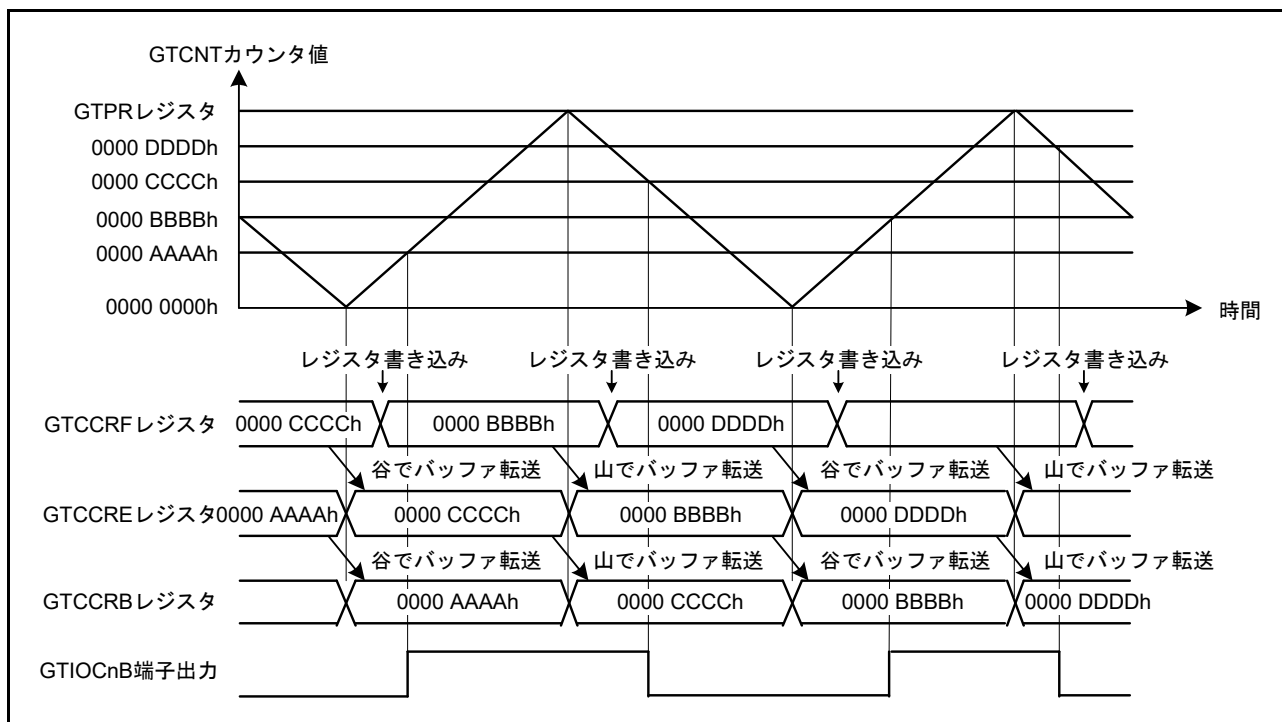 GTCNTカウンタ値
GTPRレジスタ
0000 DDDDh
0000 CCCCh
0000 BBBBh
0000 AAAAh
0000 0000h
時間
レジスタ書き込み レジスタ書き込み レジスタ書き込み レジスタ書き込み
GTCCRFレジスタ 0000 CCCCh 0000 BBBBh 0000 DDDDh
谷でバッファ転送 山でバッファ転送 谷でバッファ転送 山でバッファ転送
GTCCREレジスタ 0000 AAAAh 0000 CCCCh 0000 BBBBh 0000 DDDDh
谷でバッファ転送 山でバッファ転送 谷でバッファ転送 山でバッファ転送
GTCCRBレジスタ 0000 AAAAh 0000 CCCCh 0000 BBBBh 0000 DDDDh
GTIOCnB端子出力